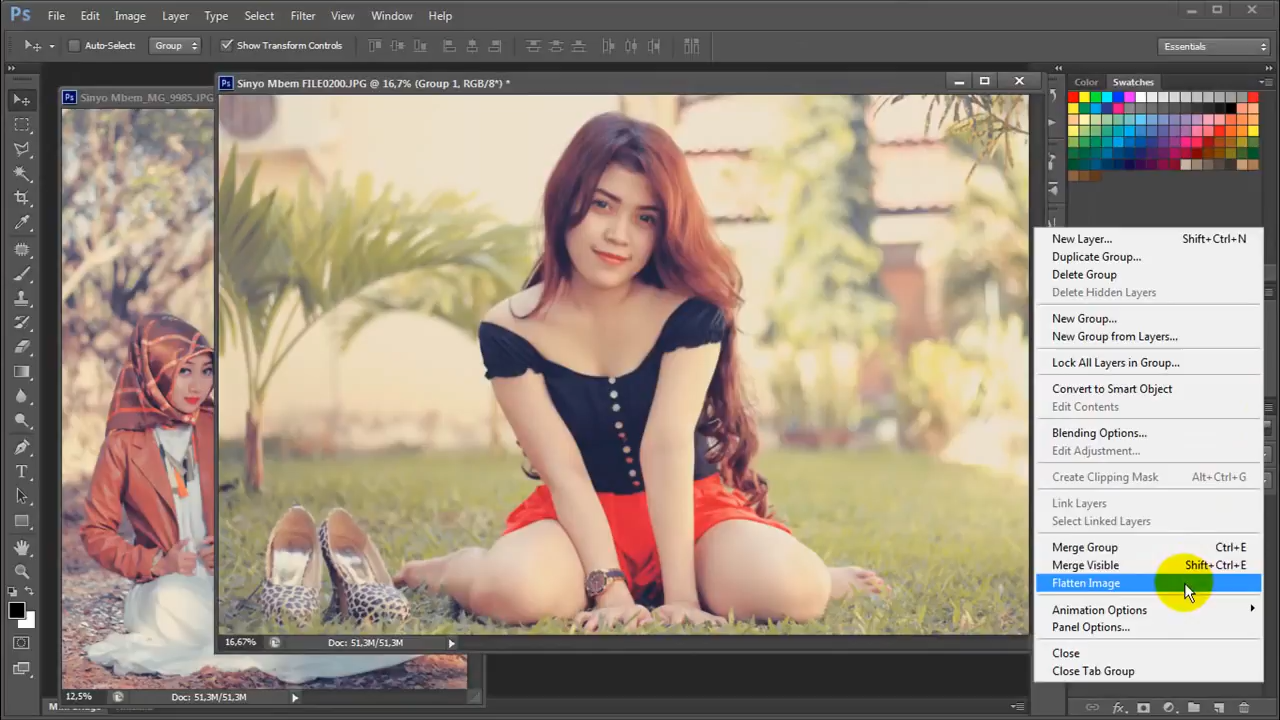 Ps File Edit Image Layer Type Select Filter View Window Help
Auto-Select: Group Show Transform Controls Essentials
Ps Sinyo Mbem_MG_9985.JPG
Ps Sinyo Mbem FILE0200.JPG @ 16,7% (Group 1, RGB/8*) *
Color Swatches
New Layer... Shift+Ctrl+N
Duplicate Group...
Delete Group
Delete Hidden Layers
New Group...
New Group from Layers...
Lock All Layers in Group...
Convert to Smart Object
Edit Contents
Blending Options...
Edit Adjustment...
Create Clipping Mask Alt+Ctrl+G
Link Layers
Select Linked Layers
Merge Group Ctrl+E
Merge Visible Shift+Ctrl+E
Flatten Image
Animation Options
Panel Options...
Close
Close Tab Group
16,67% Doc: 51,3M/51,3M
12,5% Doc: 51,3M/51,3M